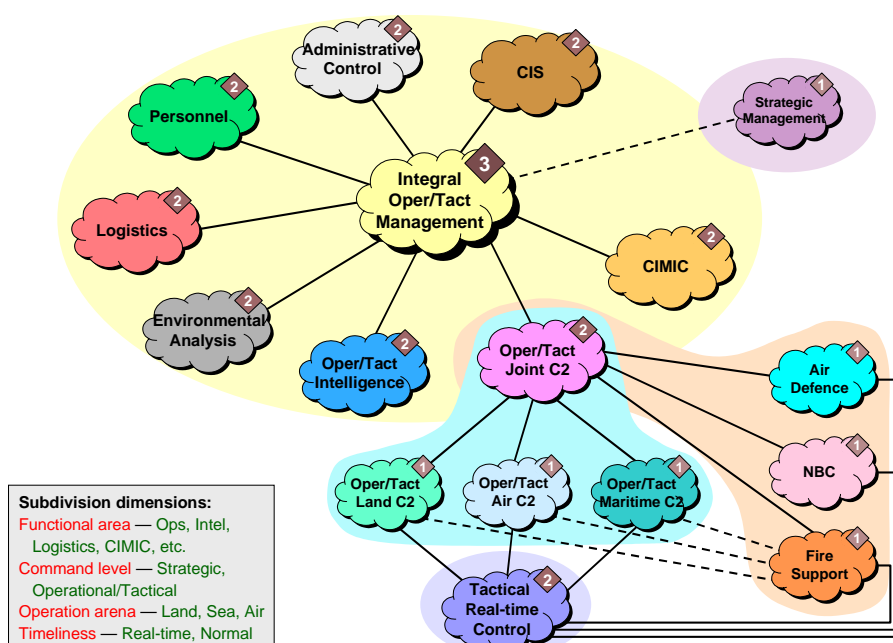 Administrative
Control
2
CIS
2
Personnel
2
Strategic
Management
1
Integral
Oper/Tact
Management
3
Logistics
2
CIMIC
2
Environmental
Analysis
2
Oper/Tact
Intelligence
2
Oper/Tact
Joint C2
2
Air
Defence
1
Oper/Tact
Land C2
1
Oper/Tact
Air C2
1
Oper/Tact
Maritime C2
1
NBC
1
Fire
Support
1
Tactical
Real-time
Control
2
Subdivision dimensions:
Functional area — Ops, Intel,
Logistics, CIMIC, etc.
Command level — Strategic,
Operational/Tactical
Operation arena — Land, Sea, Air
Timeliness — Real-time, Normal